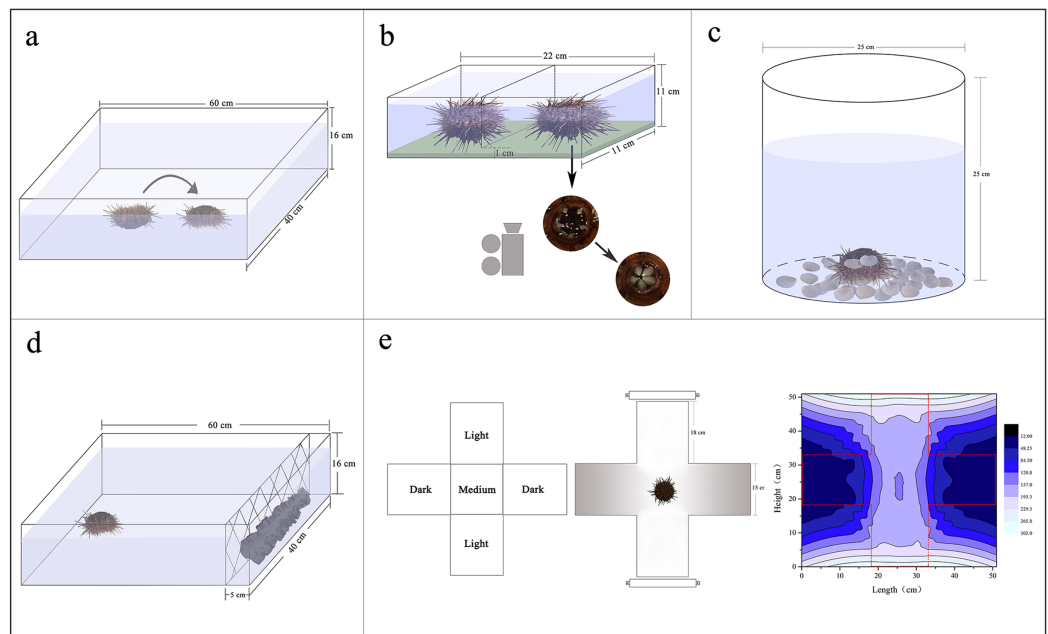 a
60 cm
16 cm
40 cm
b
22 cm
11 cm
1 cm
11 cm
c
25 cm
25 cm
d
60 cm
16 cm
40 cm
5 cm
e
Light
Dark Medium Dark
Light
18 cm
15 cr
Height (cm)
50
40
30
20
10
0
0 10 20 30 40 50
Length (cm)
12.00
48.25
84.50
120.8
157.0
193.3
229.5
265.8
302.0